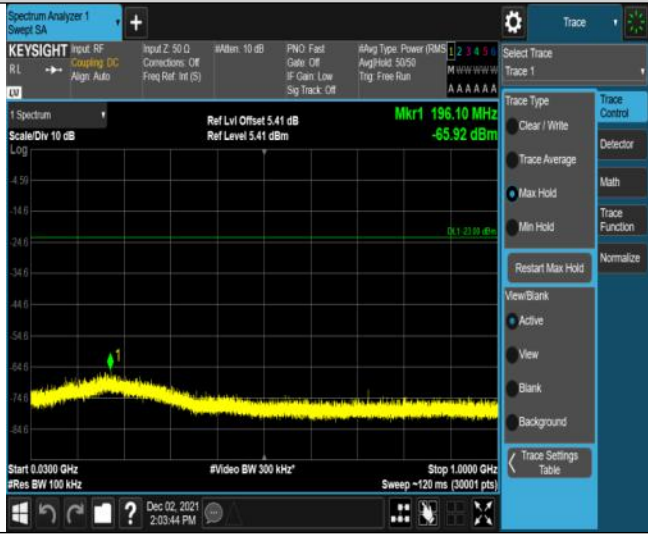 Spectrum Analyzer 1
Swept SA
+
Trace
KEYSIGHT
RL
LV
Input: RF
Coupling: DC
Align: Auto
Input Z: 50 Ω
Corrections: Off
Freq Ref: Int (S)
#Atten: 10 dB
PNO: Fast
Gate: Off
IF Gain: Low
Sig Track: Off
#Avg Type: Power (RMS
Avg|Hold: 50/50
Trig: Free Run
1 2 3 4 5 6
M W W W W W
A A A A A A
Select Trace
Trace 1
1 Spectrum
Scale/Div 10 dB
Log
Ref Lvl Offset 5.41 dB
Ref Level 5.41 dBm
Mkr1 196.10 MHz
-65.92 dBm
-4.59
-14.6
-24.6
-34.6
-44.6
-54.6
-64.6
-74.6
-84.6
DL1 -23.00 dBm
1
Start 0.0300 GHz
#Res BW 100 kHz
#Video BW 300 kHz*
Stop 1.0000 GHz
Sweep ~120 ms (30001 pts)
Trace Type
Clear / Write
Trace Average
Max Hold
Min Hold
Restart Max Hold
View/Blank
Active
View
Blank
Background
Trace Settings
Table
Trace
Control
Detector
Math
Trace
Function
Normalize
?
Dec 02, 2021
2:03:44 PM